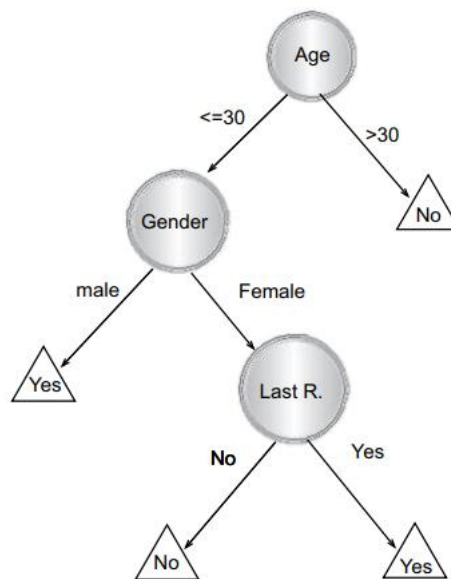 Age
<=30
>30
No
Gender
male
Female
Yes
Last R.
No
Yes
No
Yes